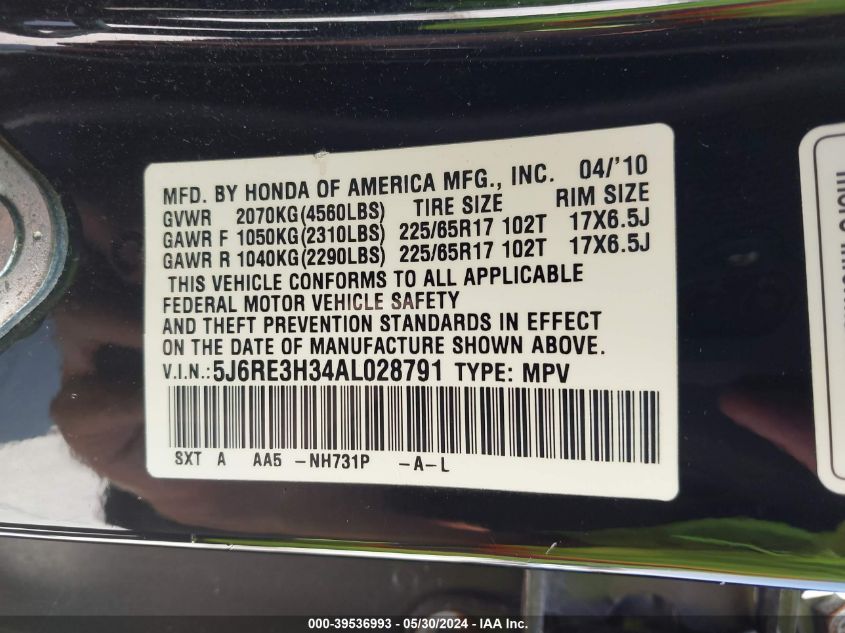 MFD. BY HONDA OF AMERICA MFG., INC. 04/'10
GVWR 2070KG(4560LBS) TIRE SIZE RIM SIZE
GAWR F 1050KG(2310LBS) 225/65R17 102T 17X6.5J
GAWR R 1040KG(2290LBS) 225/65R17 102T 17X6.5J
THIS VEHICLE CONFORMS TO ALL APPLICABLE
FEDERAL MOTOR VEHICLE SAFETY
AND THEFT PREVENTION STANDARDS IN EFFECT
ON THE DATE OF MANUFACTURE SHOWN ABOVE.
V.I.N.: 5J6RE3H34AL028791 TYPE: MPV
SXT A AA5 -NH731P -A-L
000-39536993 - 05/30/2024 - IAAI.com